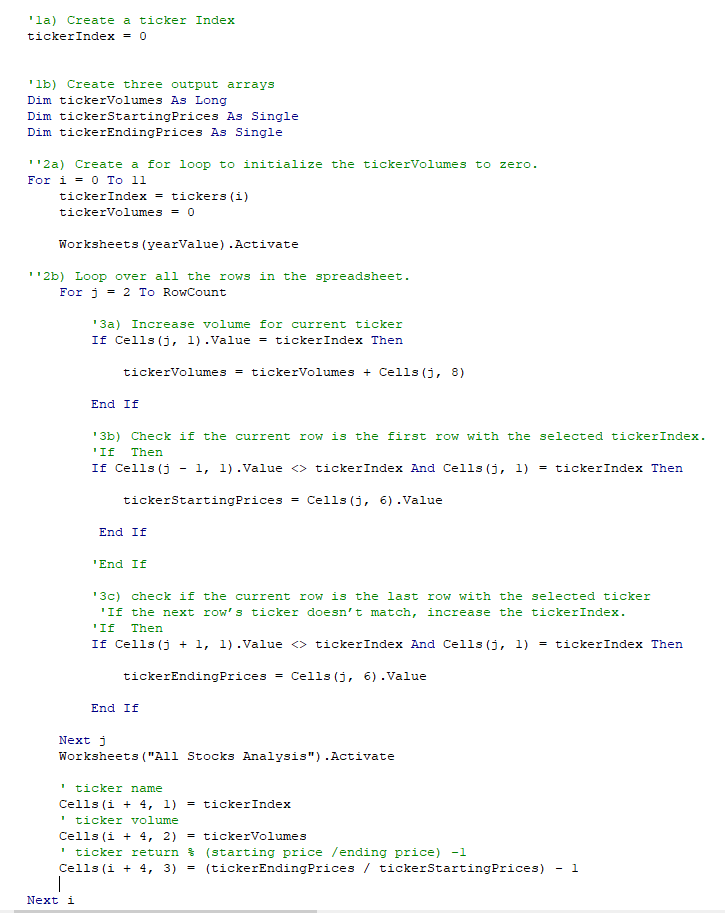 '1a) Create a ticker Index
tickerIndex = 0
'1b) Create three output arrays
Dim tickerVolumes As Long
Dim tickerStartingPrices As Single
Dim tickerEndingPrices As Single
''2a) Create a for loop to initialize the tickerVolumes to zero.
For i = 0 To 11
tickerIndex = tickers(i)
tickerVolumes = 0
Worksheets(yearValue).Activate
''2b) Loop over all the rows in the spreadsheet.
For j = 2 To RowCount
'3a) Increase volume for current ticker
If Cells(j, 1).Value = tickerIndex Then
tickerVolumes = tickerVolumes + Cells(j, 8)
End If
'3b) Check if the current row is the first row with the selected tickerIndex.
'If  Then
If Cells(j - 1, 1).Value <> tickerIndex And Cells(j, 1) = tickerIndex Then
tickerStartingPrices = Cells(j, 6).Value
End If
'End If
'3c) check if the current row is the last row with the selected ticker
'If the next row's ticker doesn't match, increase the tickerIndex.
'If  Then
If Cells(j + 1, 1).Value <> tickerIndex And Cells(j, 1) = tickerIndex Then
tickerEndingPrices = Cells(j, 6).Value
End If
Next j
Worksheets("All Stocks Analysis").Activate
' ticker name
Cells(i + 4, 1) = tickerIndex
' ticker volume
Cells(i + 4, 2) = tickerVolumes
' ticker return % (starting price /ending price) -1
Cells(i + 4, 3) = (tickerEndingPrices / tickerStartingPrices) - 1
Next i